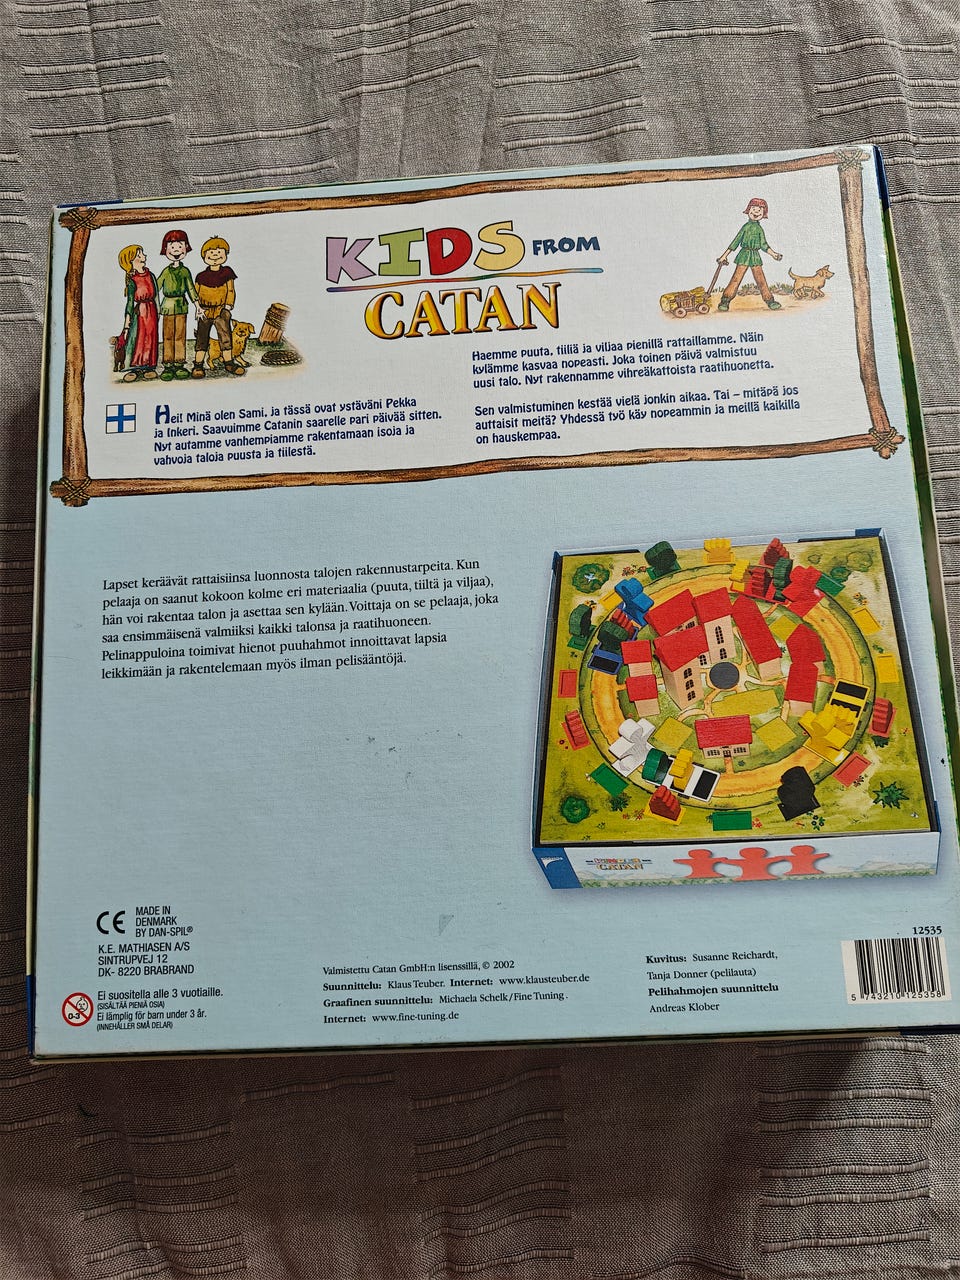 KIDS FROM
CATAN
Hei! Minä olen Sami, ja tässä ovat ystäväni Pekka
ja Inkeri. Saavuimme Catanin saarelle pari päivää sitten.
Nyt autamme vanhempiamme rakentamaan isoja ja
vahvoja taloja puusta ja tiilestä.
Haemme puuta, tiiliä ja viljaa pienillä rattaillamme. Näin
kylämme kasvaa nopeasti. Joka toinen päivä valmistuu
uusi talo. Nyt rakennamme vihreäkattoista raatihuonetta.
Sen valmistuminen kestää vielä jonkin aikaa. Tai – mitäpä jos
auttaisit meitä? Yhdessä työ käy nopeammin ja meillä kaikilla
on hauskempaa.
Lapset keräävät rattaisiinsa luonnosta talojen rakennustarpeita. Kun
pelaaja on saanut kokoon kolme eri materiaalia (puuta, tiiltä ja viljaa),
hän voi rakentaa talon ja asettaa sen kylään. Voittaja on se pelaaja, joka
saa ensimmäisenä valmiiksi kaikki talonsa ja raatihuoneen.
Pelinappuloina toimivat hienot puuhahmot innoittavat lapsia
leikkimään ja rakentelemaan myös ilman pelisääntöjä.
CATAN
CE
MADE IN
DENMARK
BY DAN-SPIL®
K.E. MATHIASEN A/S
SINTRUPVEJ 12
DK- 8220 BRABRAND
0-3
Ei suositella alle 3 vuotiaille.
(SISÄLTÄÄ PIENIÄ OSIA)
Ei lämplig för barn under 3 år.
(INNEHÅLLER SMÅ DELAR)
Valmistettu Catan GmbH:n lisenssillä, © 2002
Suunnittelu: Klaus Teuber. Internet: www.klausteuber.de
Graafinen suunnittelu: Michaela Schelk/Fine Tuning.
Internet: www.fine-tuning.de
Kuvitus: Susanne Reichardt,
Tanja Donner (pelilauta)
Pelihahmojen suunnittelu
Andreas Klober
12535
5 743210 125358